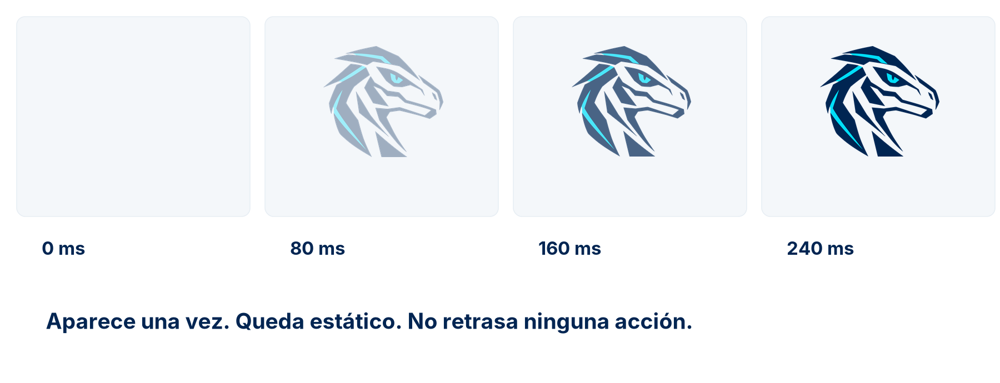 0 ms
80 ms
160 ms
240 ms
Aparece una vez. Queda estático. No retrasa ninguna acción.